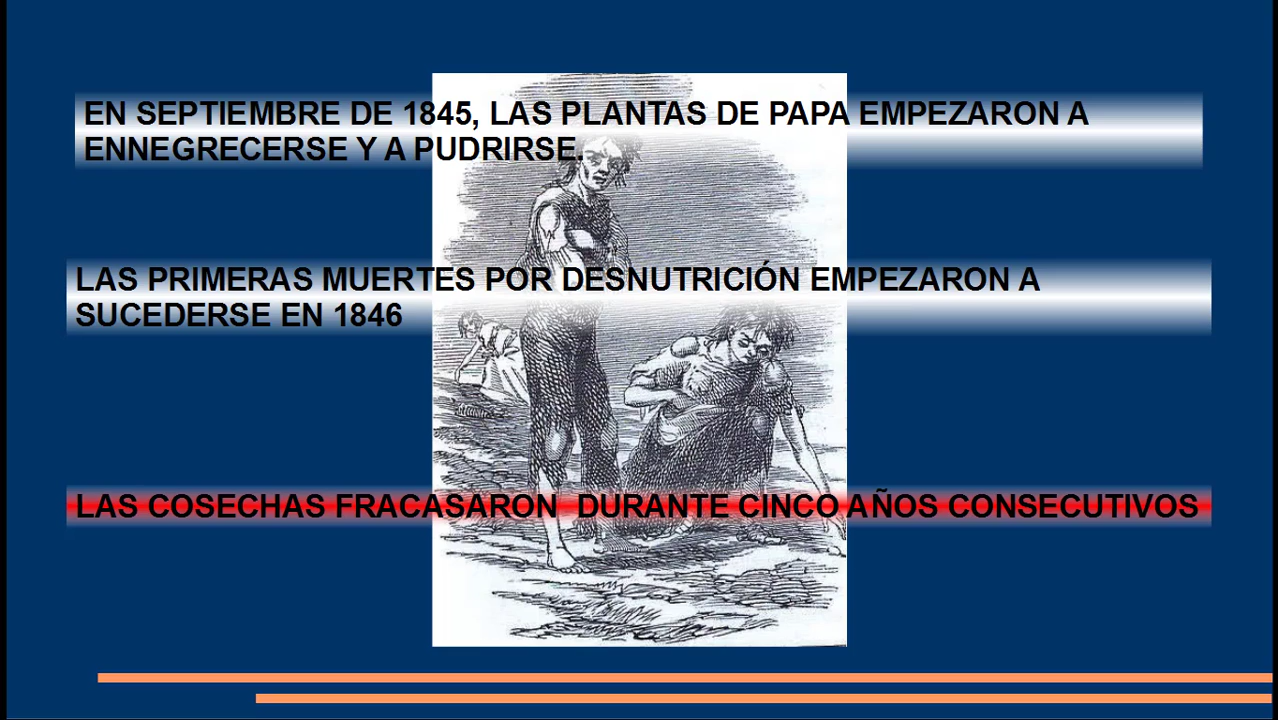 EN SEPTIEMBRE DE 1845, LAS PLANTAS DE PAPA EMPEZARON A
ENNEGRECERSE Y A PUDRIRSE.
LAS PRIMERAS MUERTES POR DESNUTRICIÓN EMPEZARON A
SUCEDERSE EN 1846
LAS COSECHAS FRACASARON  DURANTE CINCO AÑOS CONSECUTIVOS